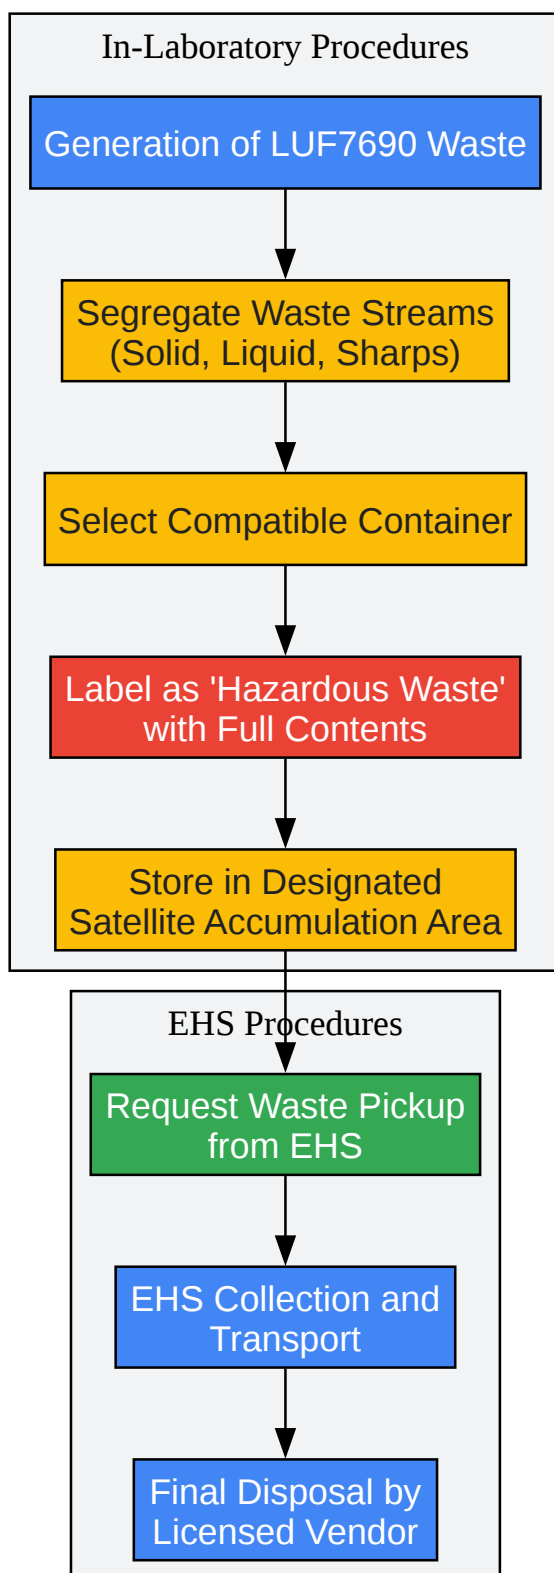 In-Laboratory Procedures
Generation of LUF7690 Waste
Segregate Waste Streams
(Solid, Liquid, Sharps)
Select Compatible Container
Label as 'Hazardous Waste'
with Full Contents
Store in Designated
Satellite Accumulation Area
EHS Procedures
Request Waste Pickup
from EHS
EHS Collection and
Transport
Final Disposal by
Licensed Vendor